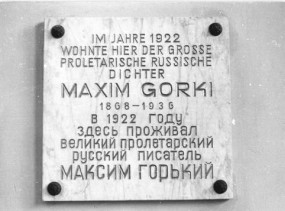 IM JAHRE 1922
WOHNTE HIER DER GROSSE
PROLETARISCHE RUSSISCHE
DICHTER
MAXIM GORKI
1868-1936
В 1922 ГОДУ
ЗДЕСЬ ПРОЖИВАЛ
ВЕЛИКИЙ ПРОЛЕТАРСКИЙ
РУССКИЙ ПИСАТЕЛЬ
МАКСИМ ГОРЬКИЙ